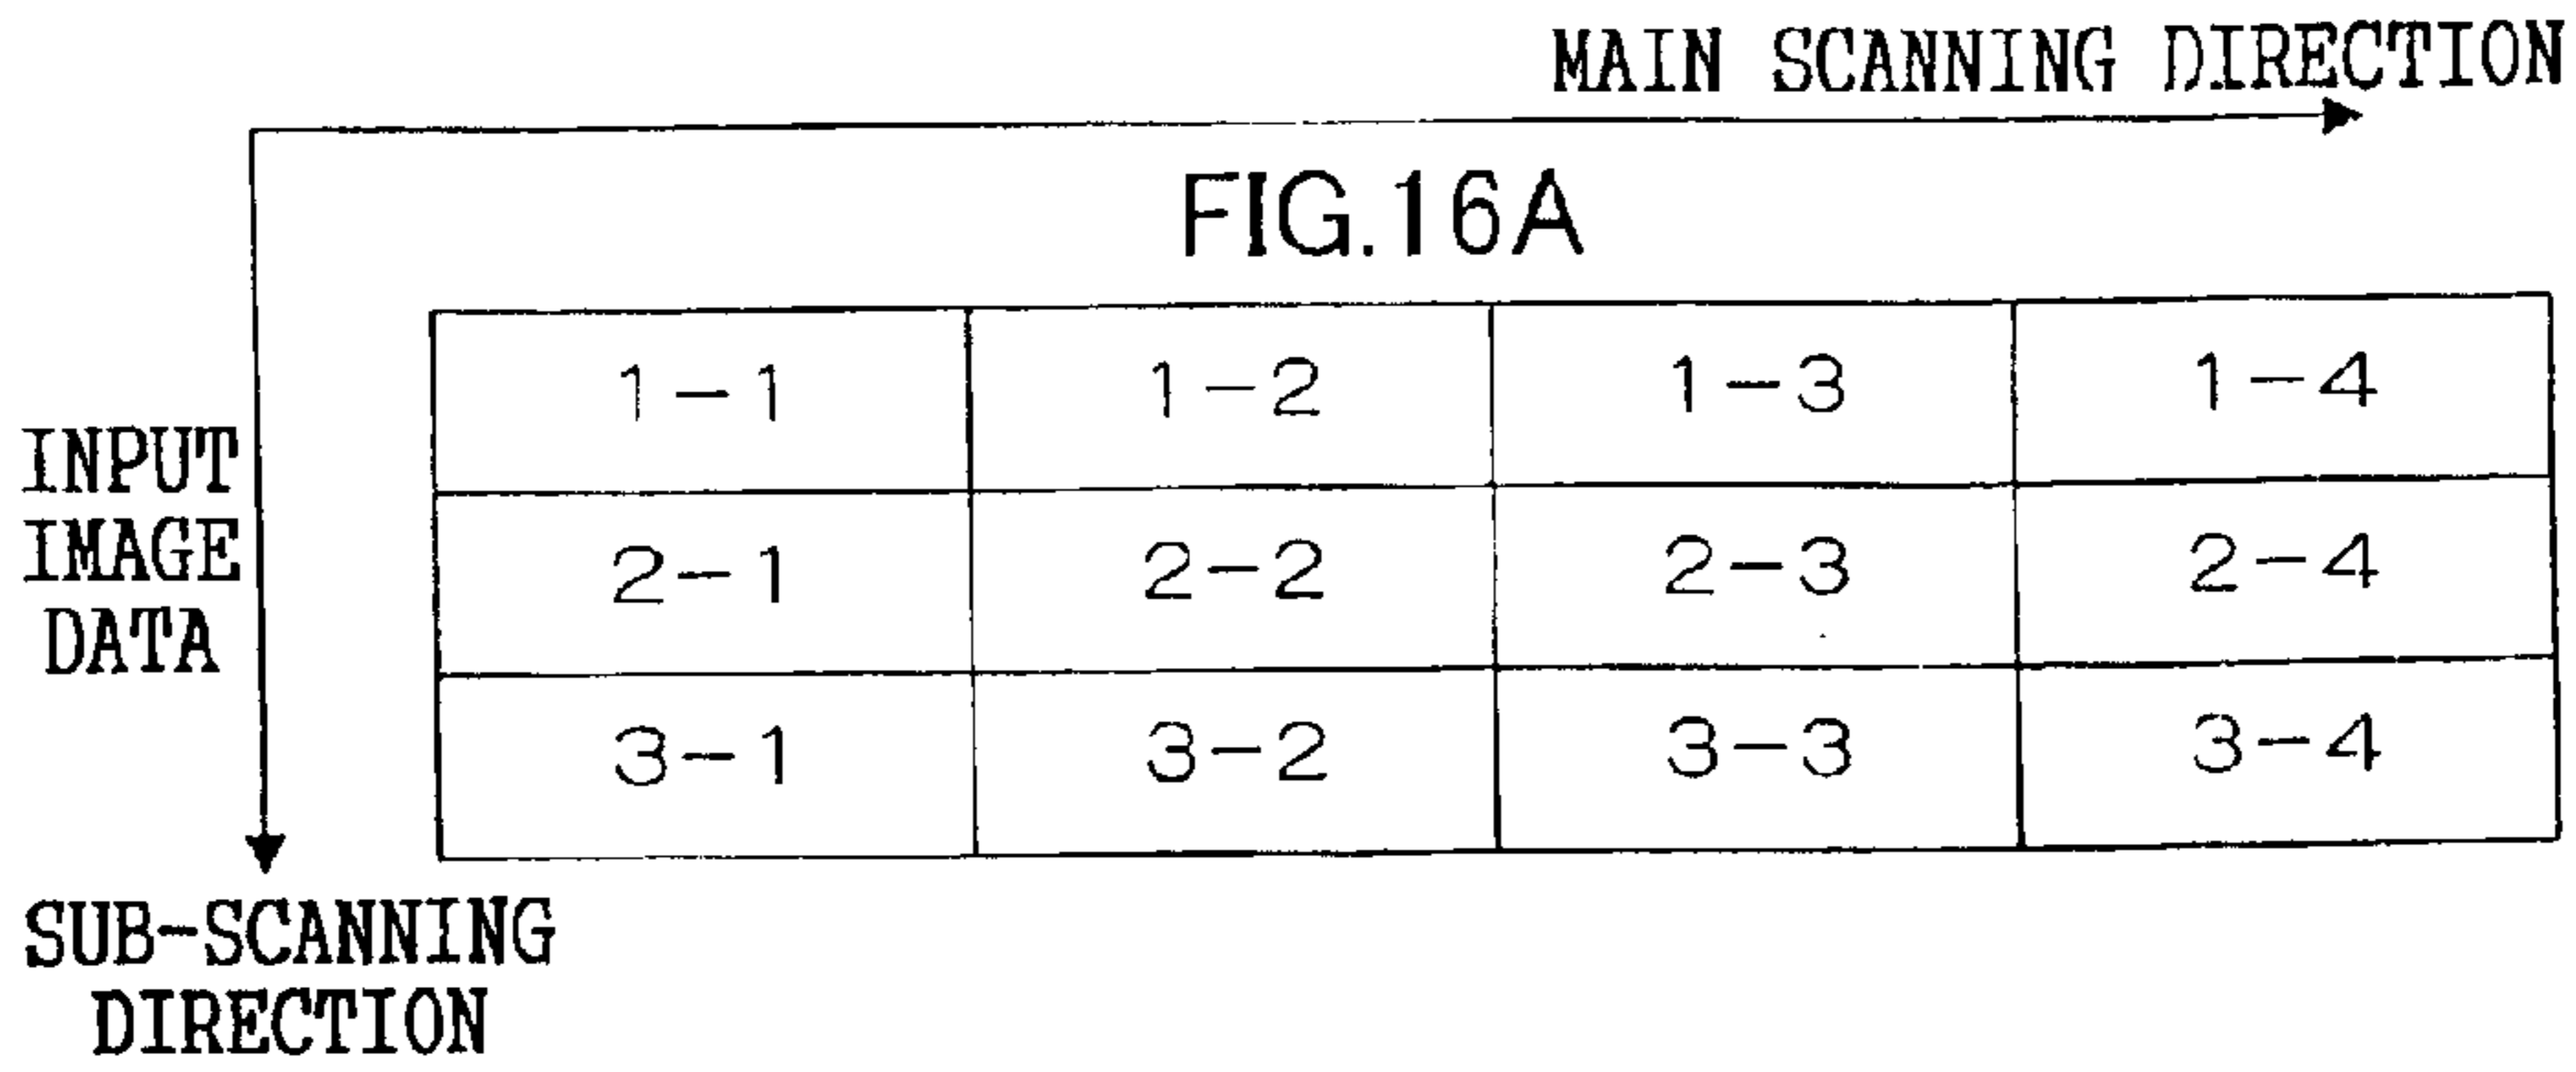 MAIN SCANNING DIRECTION
FIG.16A
1-1 1-2 1-3 1-4
INPUT
IMAGE
DATA
2-1 2-2 2-3 2-4
3-1 3-2 3-3 3-4
SUB-SCANNING
DIRECTION